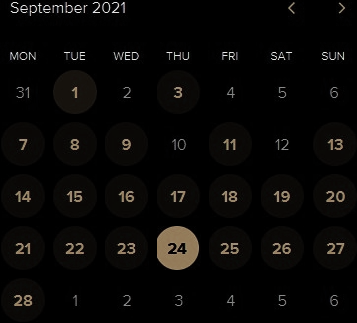 September 2021
MON TUE WED THU FRI SAT SUN
31 1 2 3 4 5 6
7 8 9 10 11 12 13
14 15 16 17 18 19 20
21 22 23 24 25 26 27
28 1 2 3 4 5 6